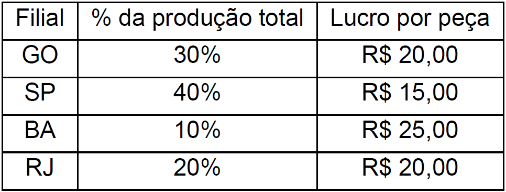 Filial % da produção total Lucro por peça
GO 30% R$ 20,00
SP 40% R$ 15,00
BA 10% R$ 25,00
RJ 20% R$ 20,00